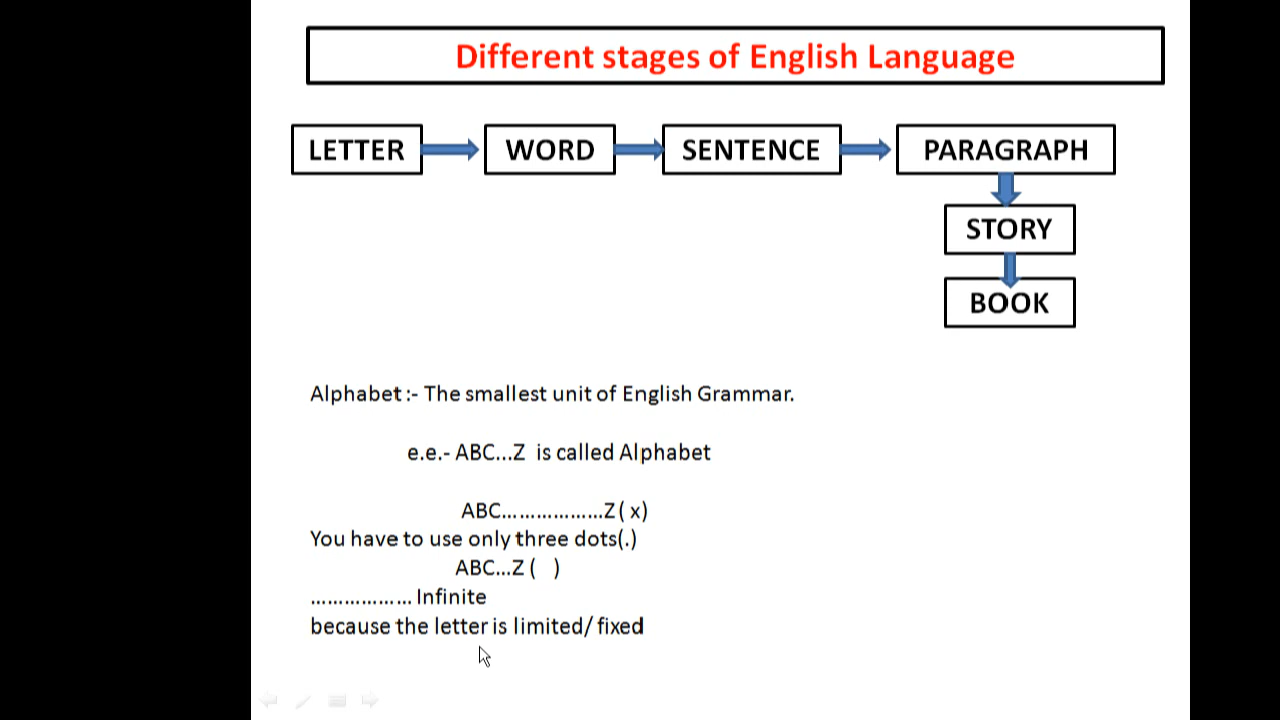 Different stages of English Language
LETTER
WORD
SENTENCE
PARAGRAPH
STORY
BOOK
Alphabet :- The smallest unit of English Grammar.
e.e.- ABC...Z is called Alphabet
ABC..................Z ( x)
You have to use only three dots(.)
ABC...Z ( )
.................. Infinite
because the letter is limited/ fixed